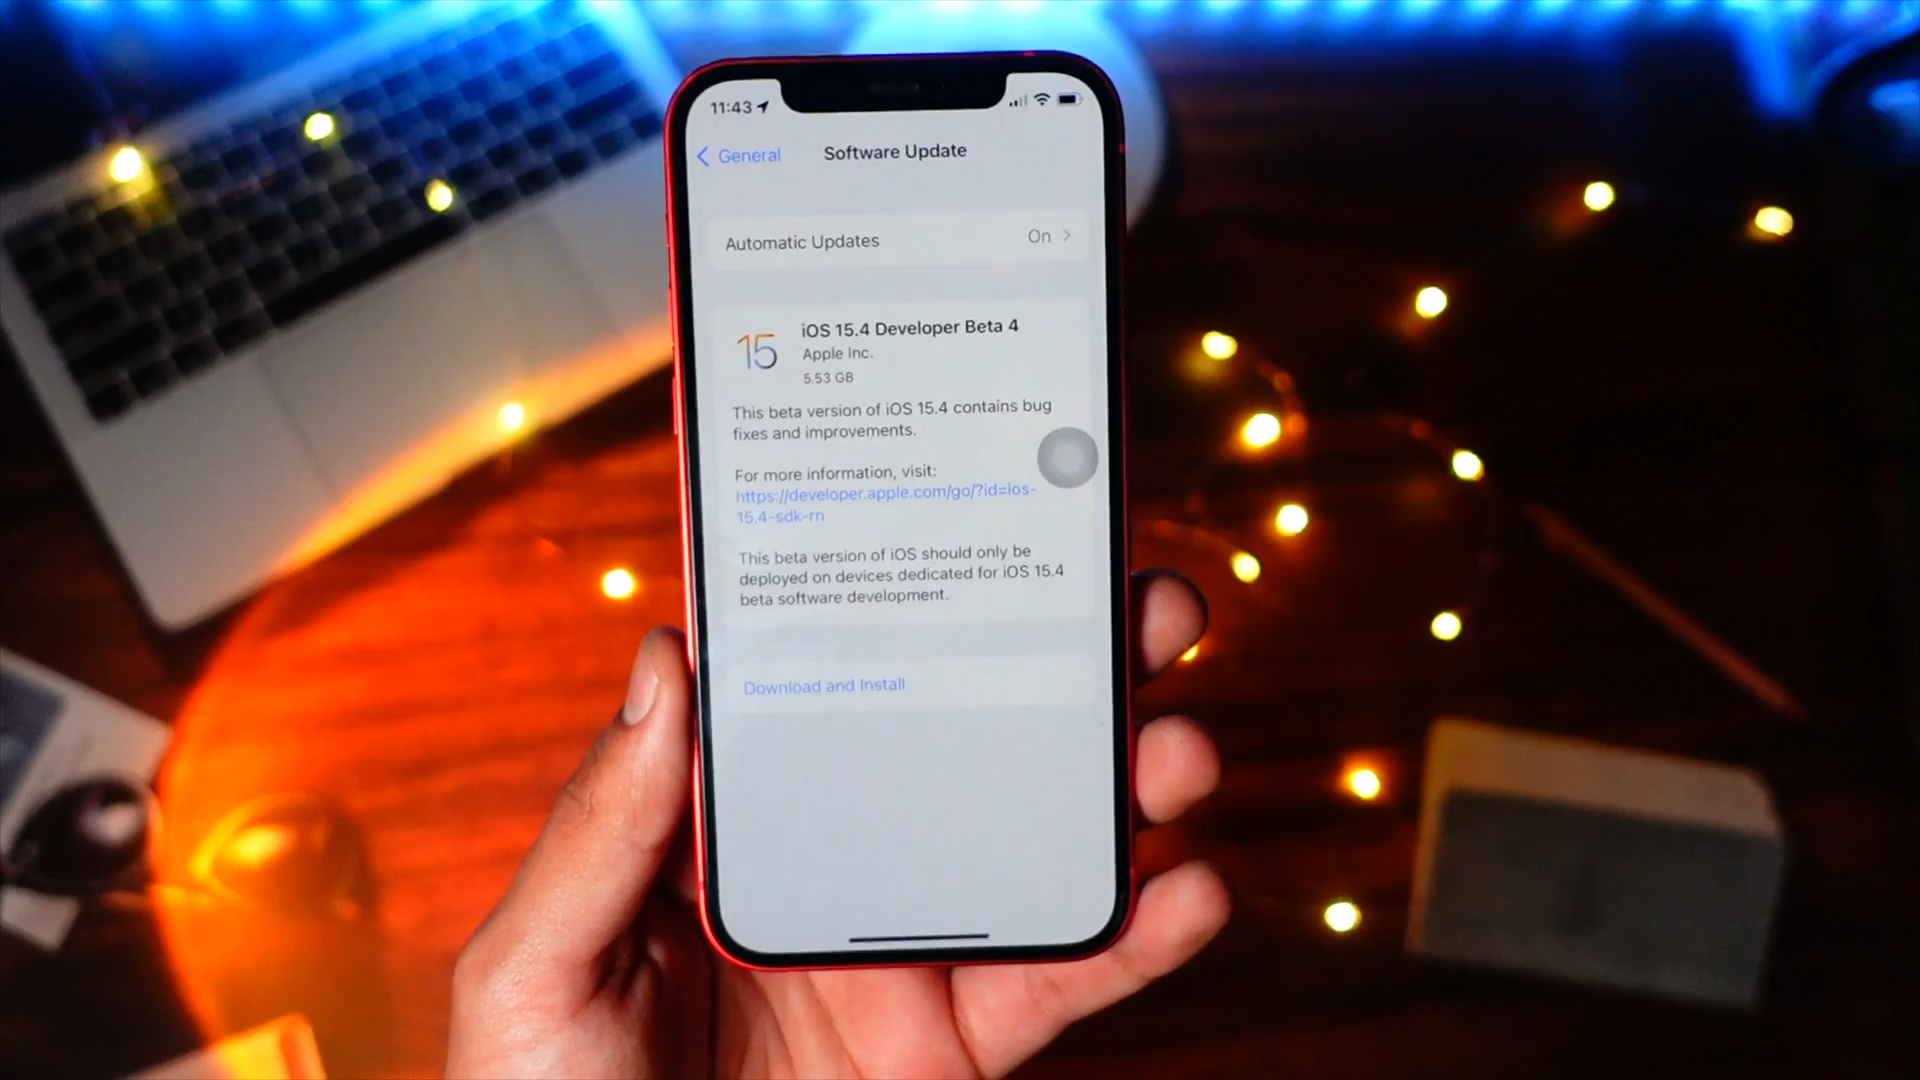 11:43
General
Software Update
Automatic Updates
On
15
iOS 15.4 Developer Beta 4
Apple Inc.
5.53 GB
This beta version of iOS 15.4 contains bug
fixes and improvements.
For more information, visit:
https://developer.apple.com/go/?id=ios-
15.4-sdk-rn
This beta version of iOS should only be
deployed on devices dedicated for iOS 15.4
beta software development.
Download and Install